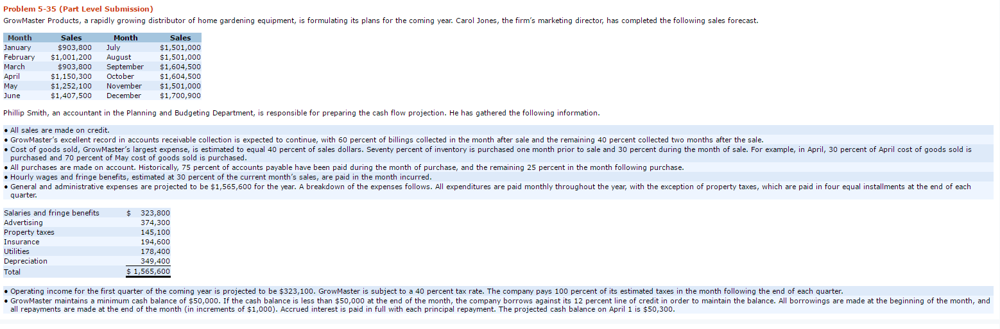 Problem 5-35 (Part Level Submission)
GrowMaster Products, a rapidly growing distributor of home gardening equipment, is formulating its plans for the coming year. Carol Jones, the firm's marketing director, has completed the following sales forecast.
Month Sales Month Sales
January $903,800 July $1,501,000
February $1,001,200 August $1,501,000
March $903,800 September $1,604,500
April $1,150,300 October $1,604,500
May $1,252,100 November $1,501,000
June $1,407,500 December $1,700,900
Phillip Smith, an accountant in the Planning and Budgeting Department, is responsible for preparing the cash flow projection. He has gathered the following information.
• All sales are made on credit.
• GrowMaster's excellent record in accounts receivable collection is expected to continue, with 60 percent of billings collected in the month after sale and the remaining 40 percent collected two months after the sale.
• Cost of goods sold, GrowMaster's largest expense, is estimated to equal 40 percent of sales dollars. Seventy percent of inventory is purchased one month prior to sale and 30 percent during the month of sale. For example, in April, 30 percent of April cost of goods sold is
purchased and 70 percent of May cost of goods sold is purchased.
• All purchases are made on account. Historically, 75 percent of accounts payable have been paid during the month of purchase, and the remaining 25 percent in the month following purchase.
• Hourly wages and fringe benefits, estimated at 30 percent of the current month's sales, are paid in the month incurred.
• General and administrative expenses are projected to be $1,565,600 for the year. A breakdown of the expenses follows. All expenditures are paid monthly throughout the year, with the exception of property taxes, which are paid in four equal installments at the end of each
quarter.
Salaries and fringe benefits $ 323,800
Advertising 374,300
Property taxes 145,100
Insurance 194,600
Utilities 178,400
Depreciation 349,400
Total $ 1,565,600
• Operating income for the first quarter of the coming year is projected to be $323,100. GrowMaster is subject to a 40 percent tax rate. The company pays 100 percent of its estimated taxes in the month following the end of each quarter.
• GrowMaster maintains a minimum cash balance of $50,000. If the cash balance is less than $50,000 at the end of the month, the company borrows against its 12 percent line of credit in order to maintain the balance. All borrowings are made at the beginning of the month, and
all repayments are made at the end of the month (in increments of $1,000). Accrued interest is paid in full with each principal repayment. The projected cash balance on April 1 is $50,300.